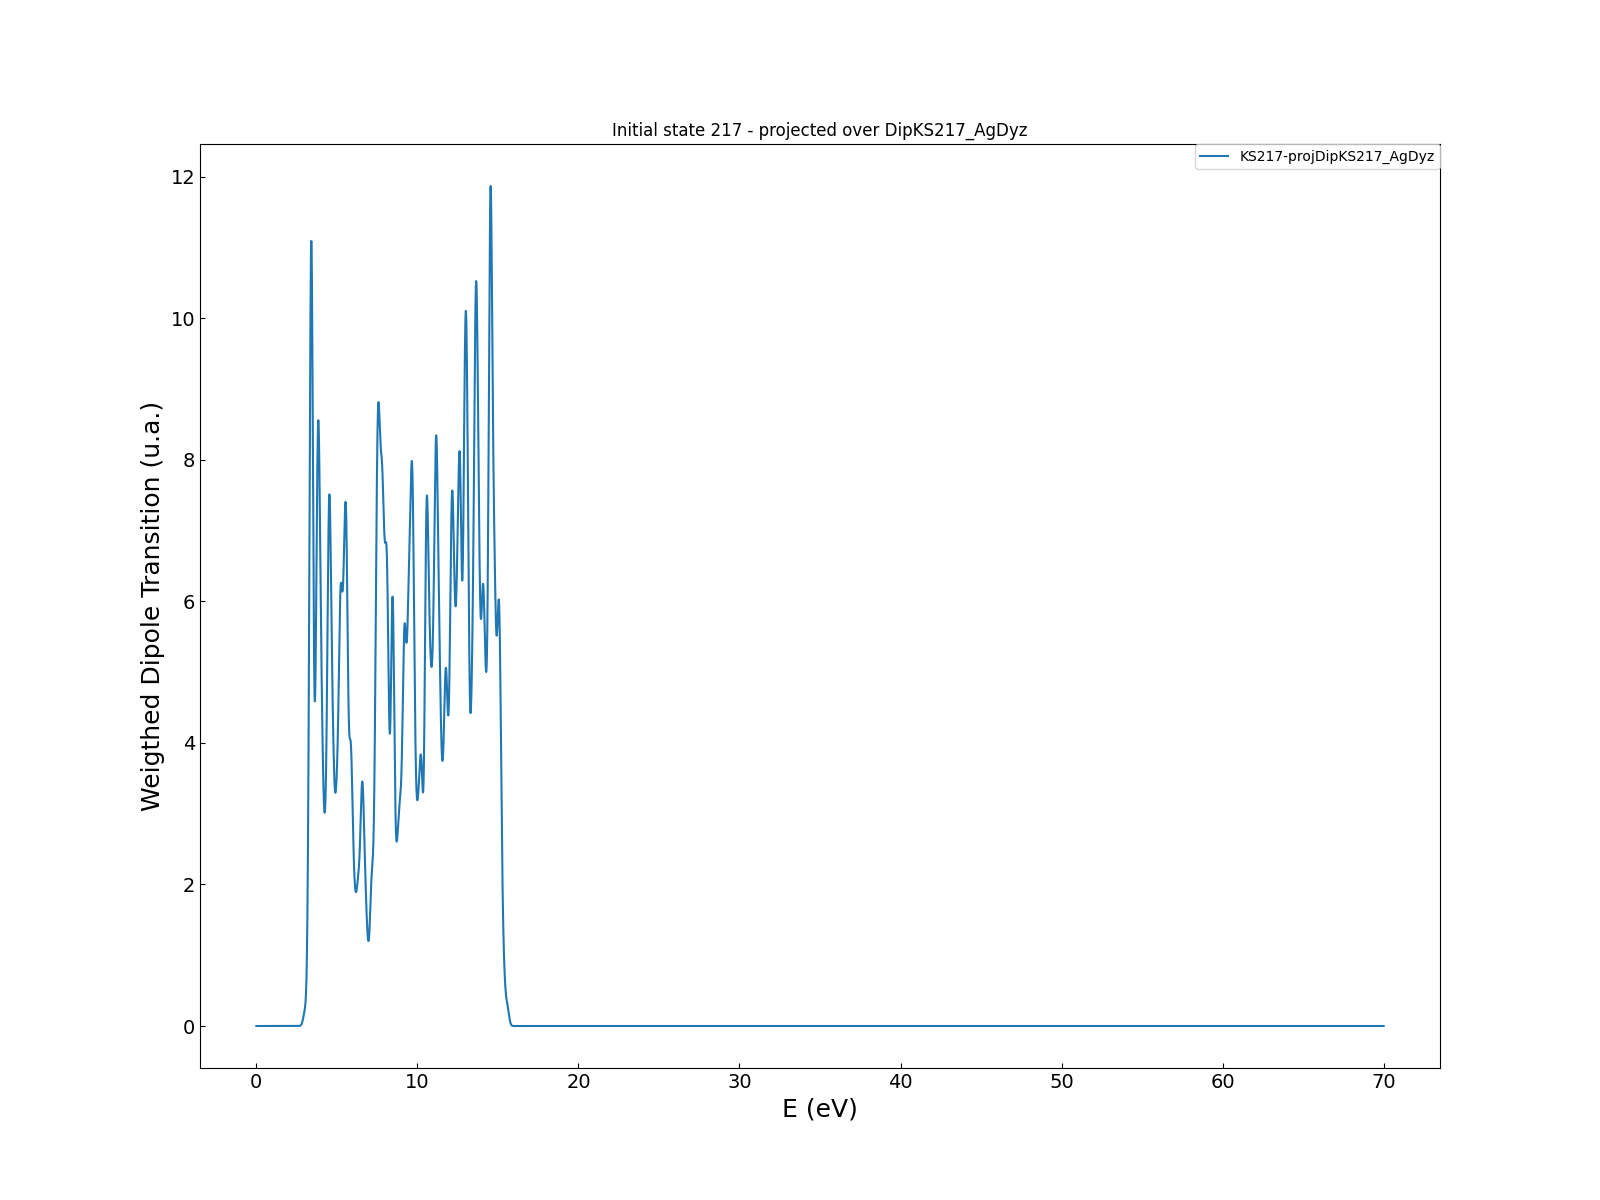 Initial state 217 - projected over DipKS217_AgDyz
KS217-projDipKS217_AgDyz
Weigthed Dipole Transition (u.a.)
12
10
8
6
4
2
0
0 10 20 30 40 50 60 70
E (eV)